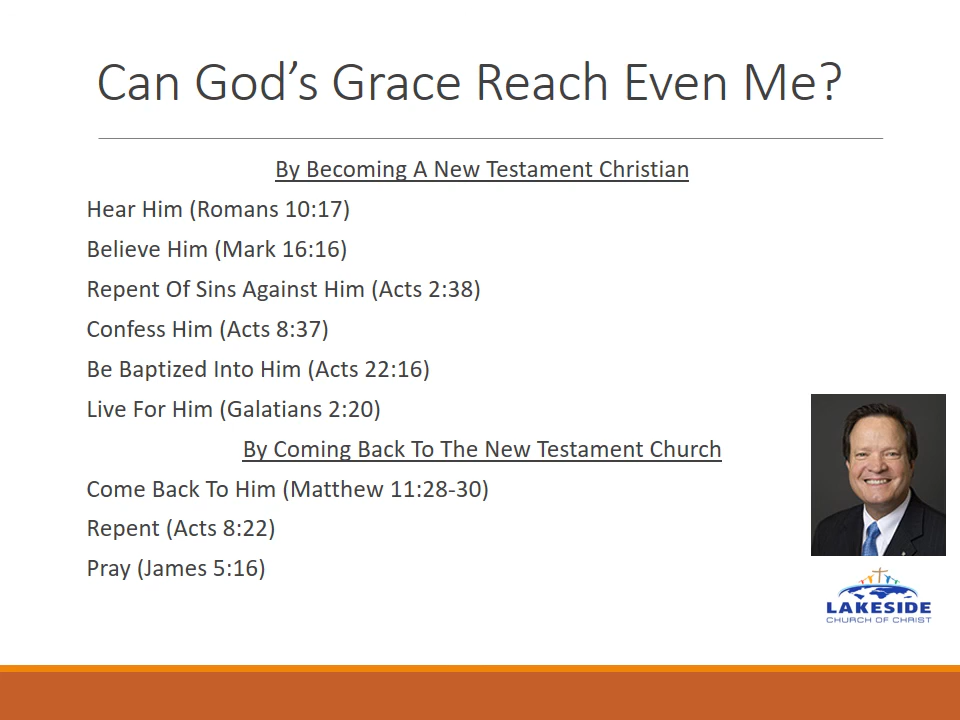 Can God’s Grace Reach Even Me?
By Becoming A New Testament Christian
Hear Him (Romans 10:17)
Believe Him (Mark 16:16)
Repent Of Sins Against Him (Acts 2:38)
Confess Him (Acts 8:37)
Be Baptized Into Him (Acts 22:16)
Live For Him (Galatians 2:20)
By Coming Back To The New Testament Church
Come Back To Him (Matthew 11:28-30)
Repent (Acts 8:22)
Pray (James 5:16)
LAKESIDE
CHURCH OF CHRIST